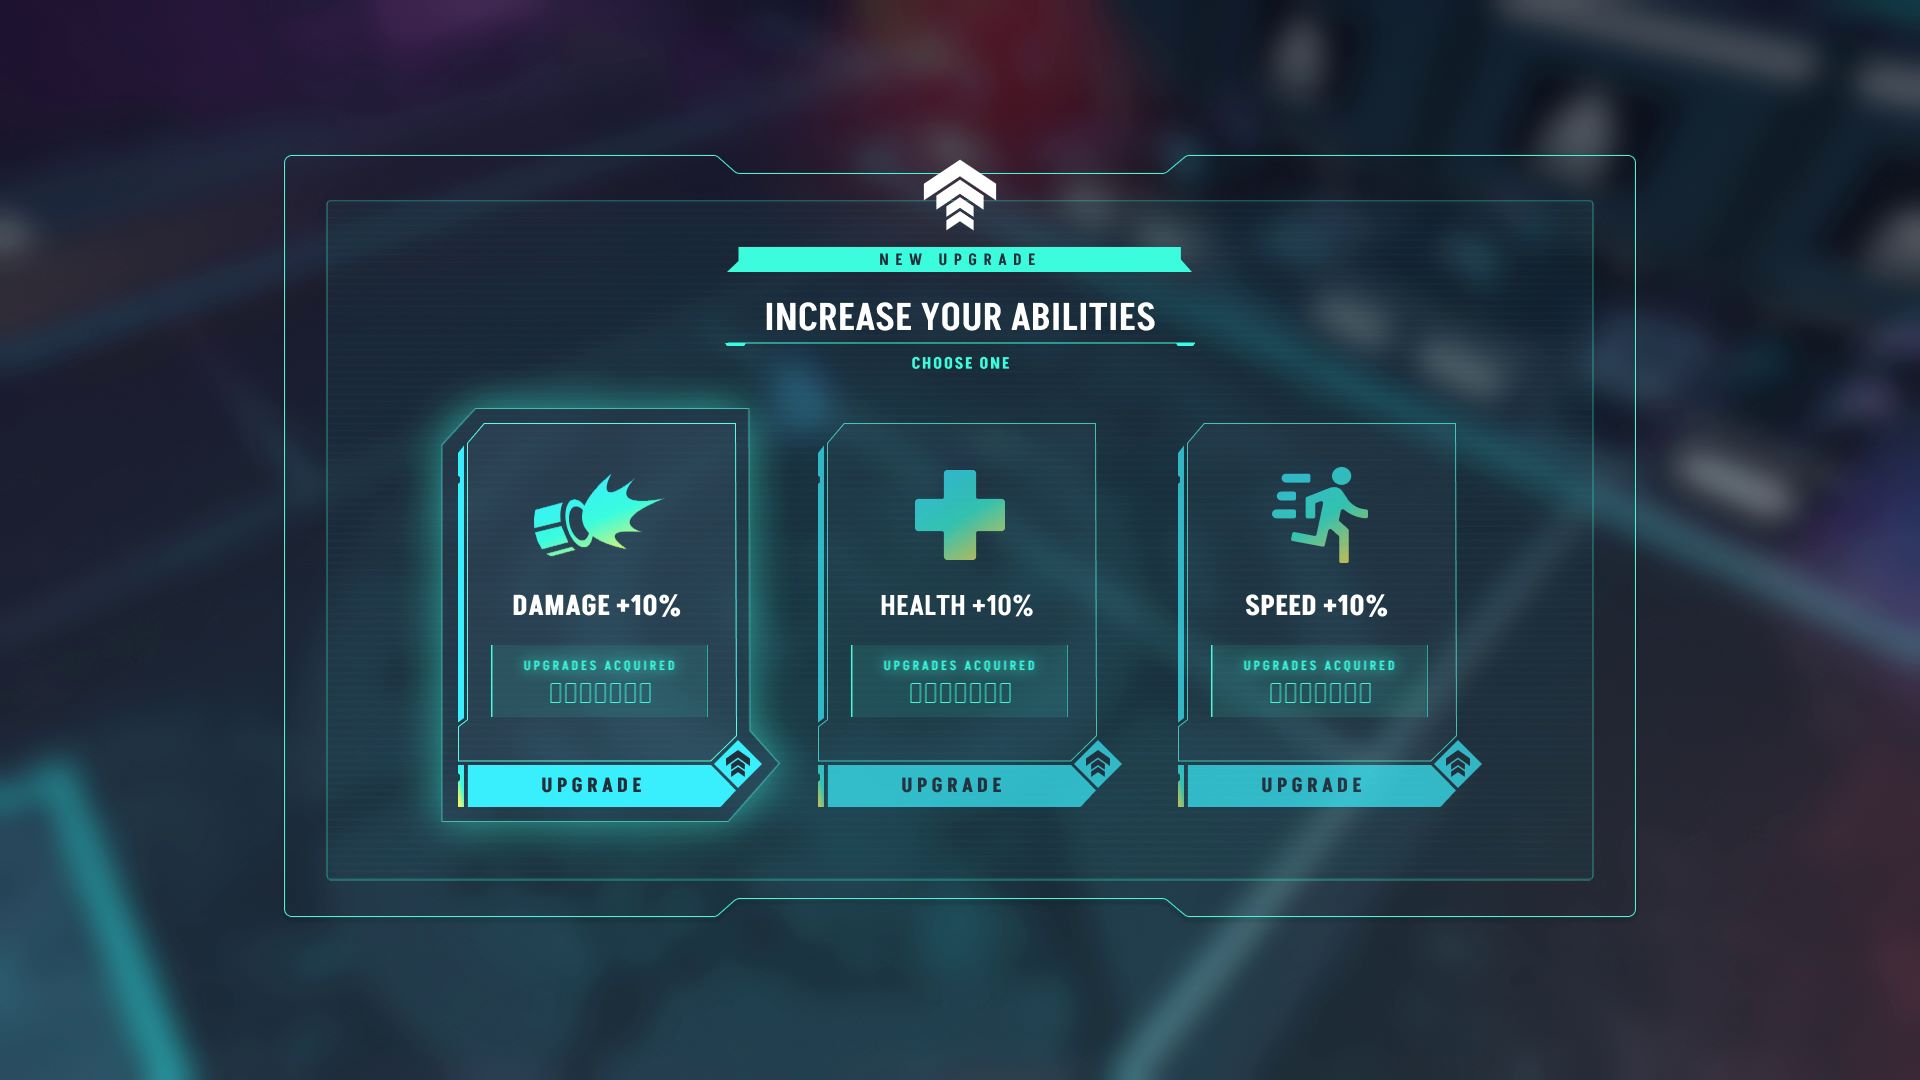 NEW UPGRADE
INCREASE YOUR ABILITIES
CHOOSE ONE
DAMAGE +10%
UPGRADES ACQUIRED
UPGRADE
HEALTH +10%
UPGRADES ACQUIRED
UPGRADE
SPEED +10%
UPGRADES ACQUIRED
UPGRADE